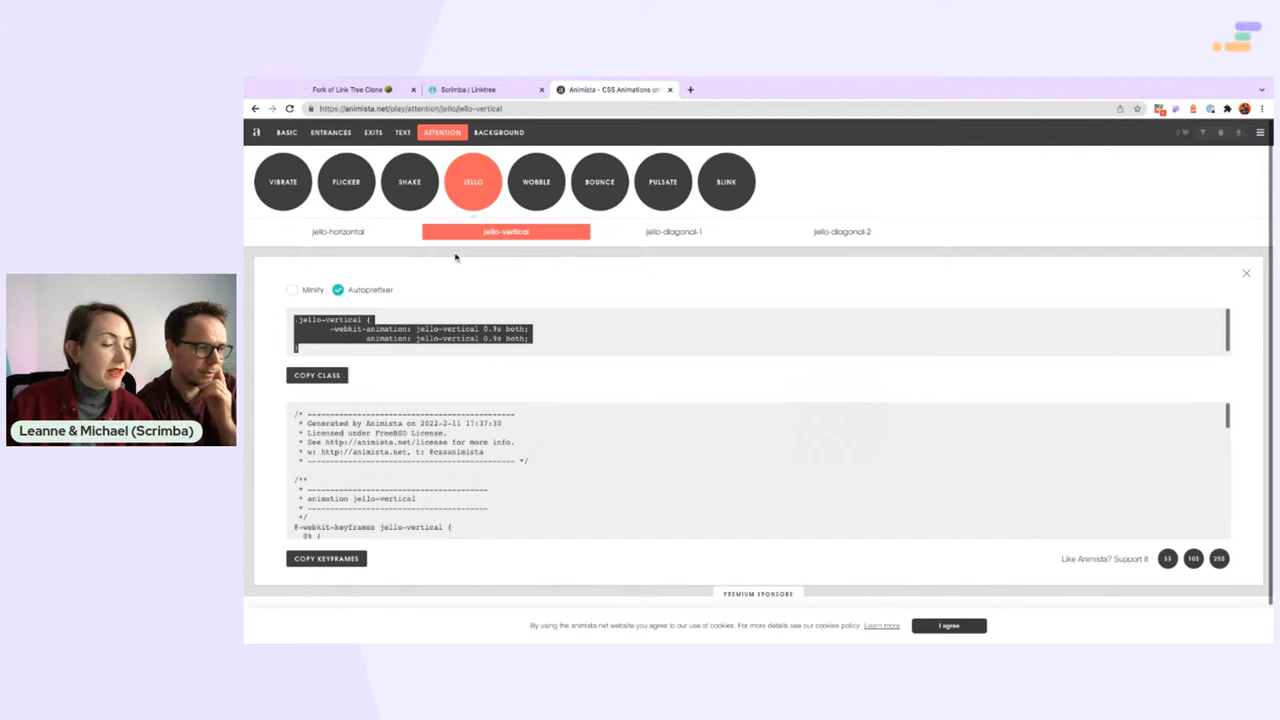 Fork of Link Tree Clone
Scrimba | Linktree
Animista - CSS Animations on
https://animista.net/play/attention/jello/jello-vertical
a BASIC ENTRANCES EXITS TEXT ATTENTION BACKGROUND
VIBRATE FLICKER SHAKE JELLO WOBBLE BOUNCE PULSATE BLINK
jello-horizontal jello-vertical jello-diagonal-1 jello-diagonal-2
Minify Autoprefixer
.jello-vertical {
-webkit-animation: jello-vertical 0.9s both;
animation: jello-vertical 0.9s both;
}
COPY CLASS
/* ----------------------------------------------
* Generated by Animista on 2022-2-11 17:37:30
* Licensed under FreeBSD License.
* See http://animista.net/license for more info.
* w: http://animista.net, t: @cssanimista
* ---------------------------------------------- */
/**
* ----------------------------------------
* animation jello-vertical
* ----------------------------------------
*/
@-webkit-keyframes jello-vertical {
0% {
COPY KEYFRAMES
Like Animista? Support it 5$ 10$ 25$
PREMIUM SPONSORS
By using the animista.net website you agree to our use of cookies. For more details see our cookies policy. Learn more I agree
Leanne & Michael (Scrimba)